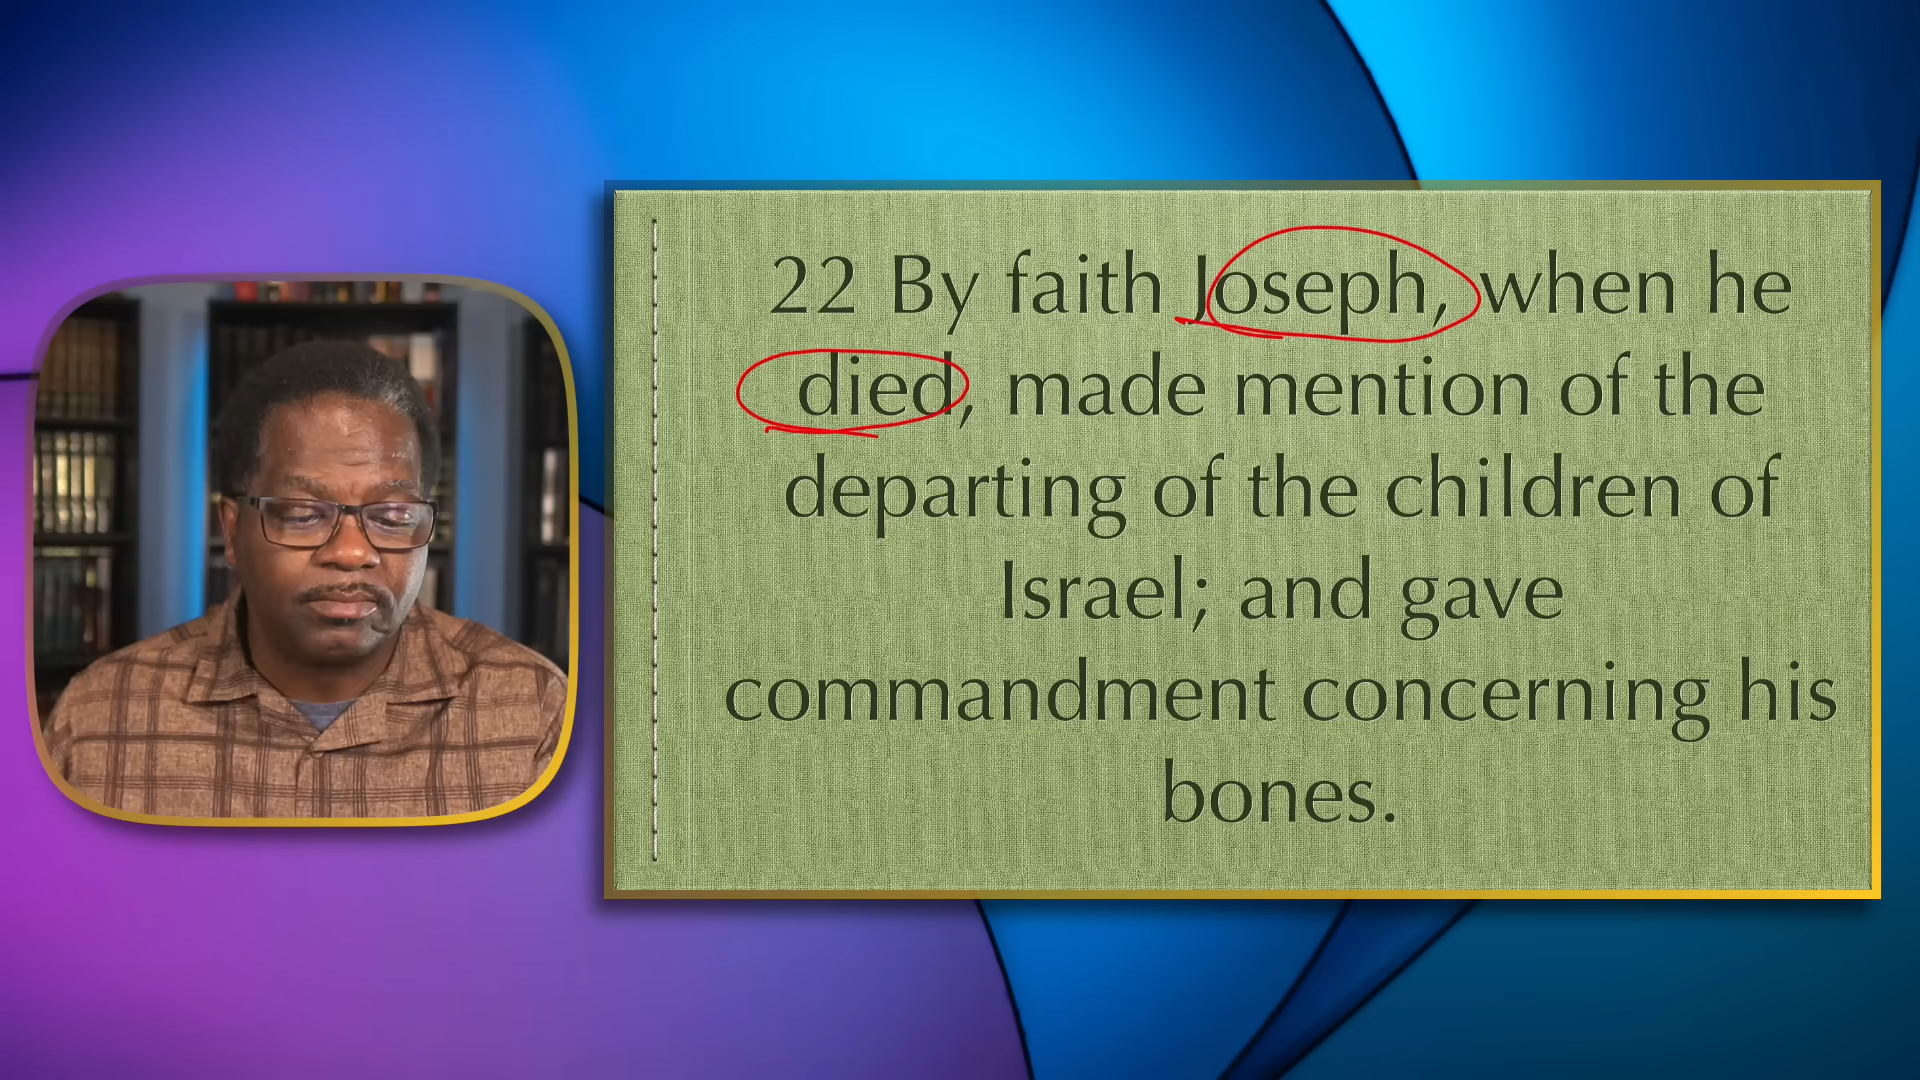 22 By faith Joseph, when he
died, made mention of the
departing of the children of
Israel; and gave
commandment concerning his
bones.